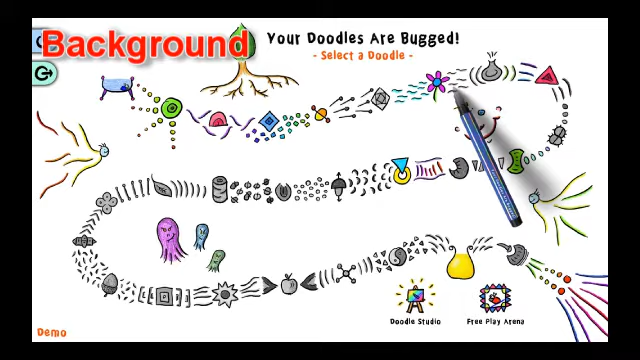 Background
Your Doodles Are Bugged!
- Select a Doodle -
Doodle Studio
Free Play Arena
Demo